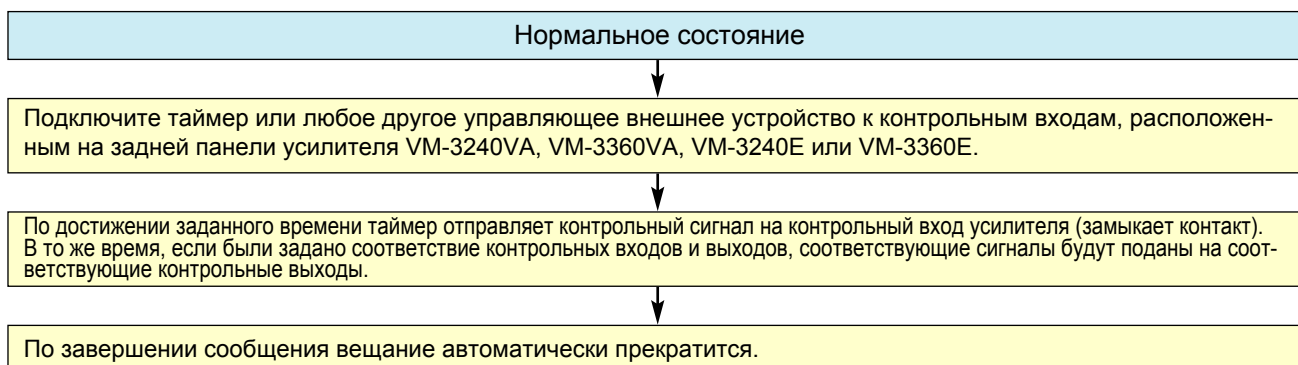 Нормальное состояние
Подключите таймер или любое другое управляющее внешнее устройство к контрольным входам, расположен-
ным на задней панели усилителя VM-3240VA, VM-3360VA, VM-3240E или VM-3360E.
По достижении заданного времени таймер отправляет контрольный сигнал на контрольный вход усилителя (замыкает контакт).
В то же время, если были задано соответствие контрольных входов и выходов, соответствующие сигналы будут поданы на соот-
ветствующие контрольные выходы.
По завершении сообщения вещание автоматически прекратится.